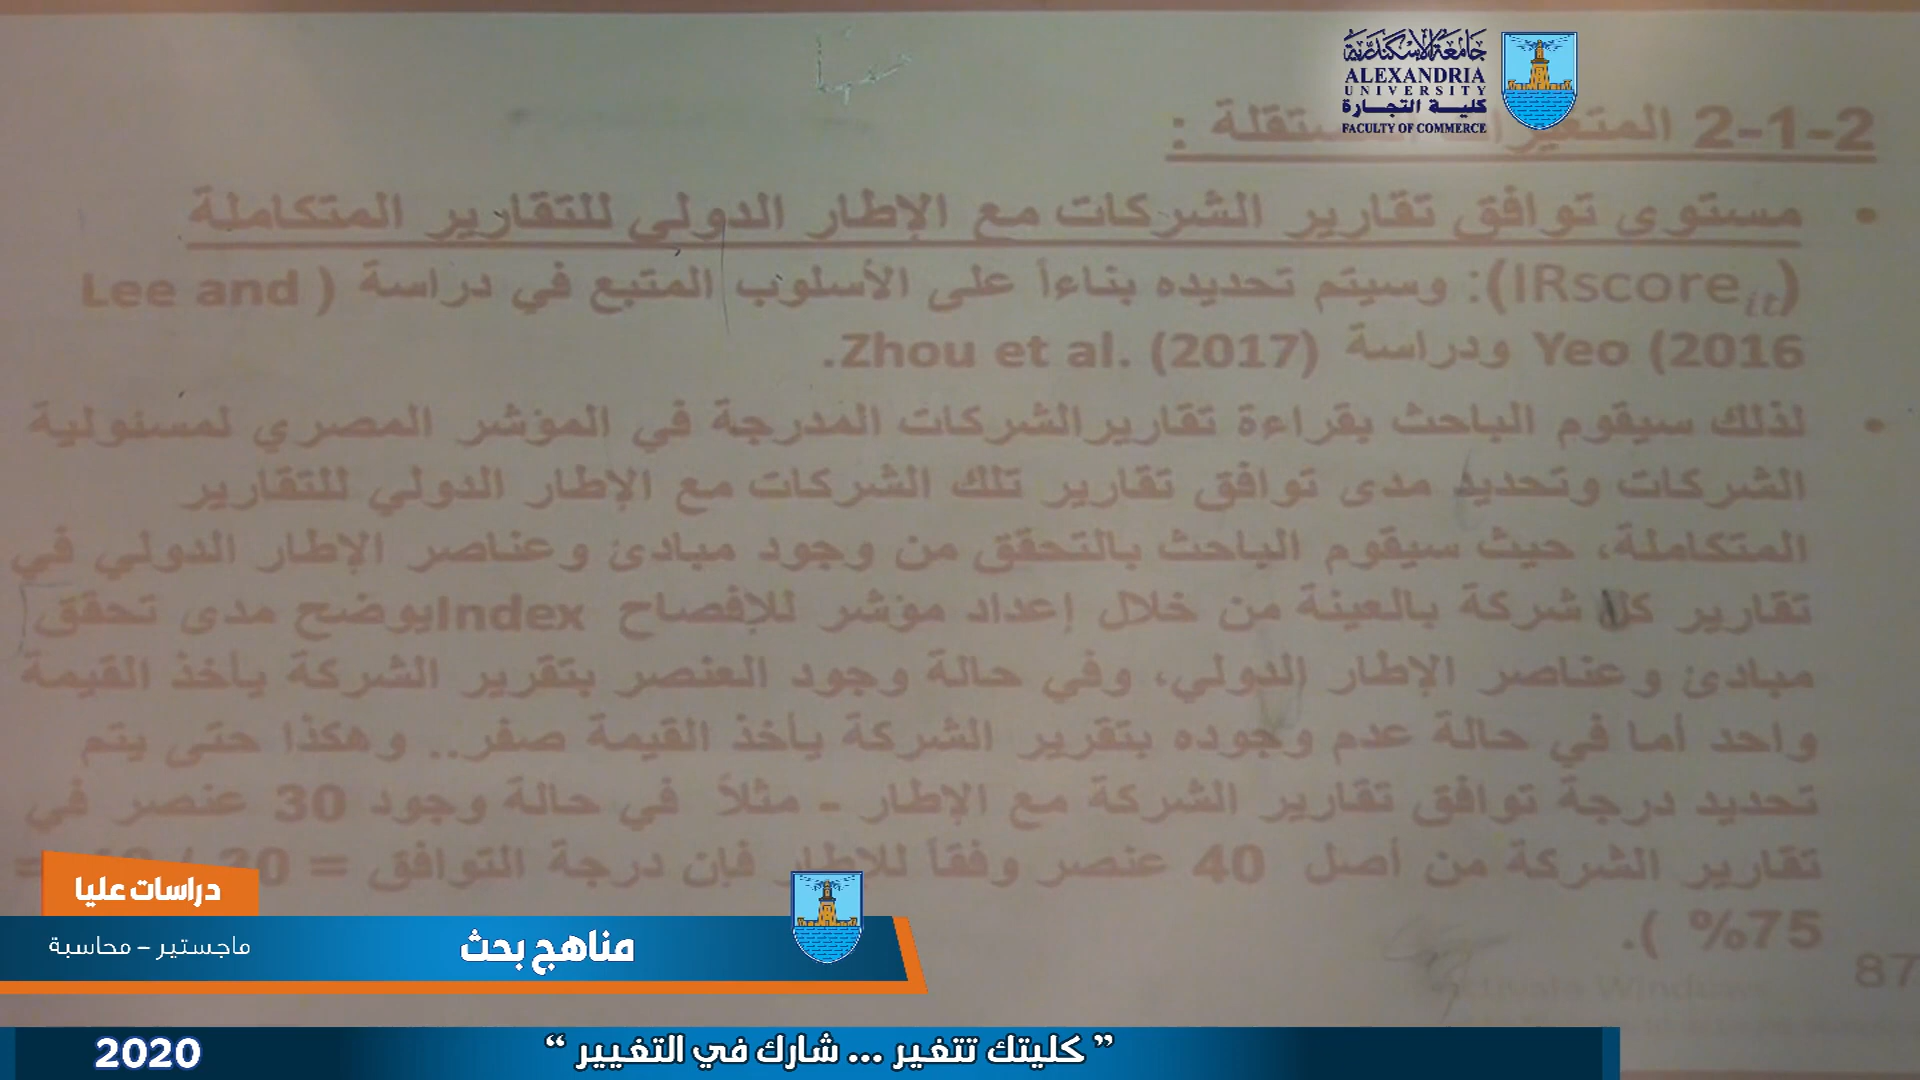 جامعة الإسكندرية
ALEXANDRIA
UNIVERSITY
كلية التجارة
FACULTY OF COMMERCE
2-1-2 المتغيرات المستقلة :
• مستوى توافق تقارير الشركات مع الإطار الدولي للتقارير المتكاملة
(IRscoreit): وسيتم تحديده بناءاً على الأسلوب المتبع في دراسة ( Lee and
Yeo (2016 ودراسة Zhou et al. (2017).
• لذلك سيقوم الباحث بقراءة تقاريرالشركات المدرجة في المؤشر المصري لمسئولية
الشركات وتحديد مدى توافق تقارير تلك الشركات مع الإطار الدولي للتقارير
المتكاملة، حيث سيقوم الباحث بالتحقق من وجود مبادئ وعناصر الإطار الدولي في
تقارير كل شركة بالعينة من خلال إعداد مؤشر للإفصاح Indexيوضح مدى تحقق
مبادئ وعناصر الإطار الدولي، وفي حالة وجود العنصر بتقرير الشركة يأخذ القيمة
واحد أما في حالة عدم وجوده بتقرير الشركة يأخذ القيمة صفر.. وهكذا حتى يتم
تحديد درجة توافق تقارير الشركة مع الإطار - مثلاً في حالة وجود 30 عنصر في
تقارير الشركة من أصل 40 عنصر وفقاً للإطار فإن درجة التوافق = 30 / 40 =
75% ).
87
دراسات عليا
مناهج بحث
ماجستير – محاسبة
” كليتك تتغير ... شارك في التغيير “
2020